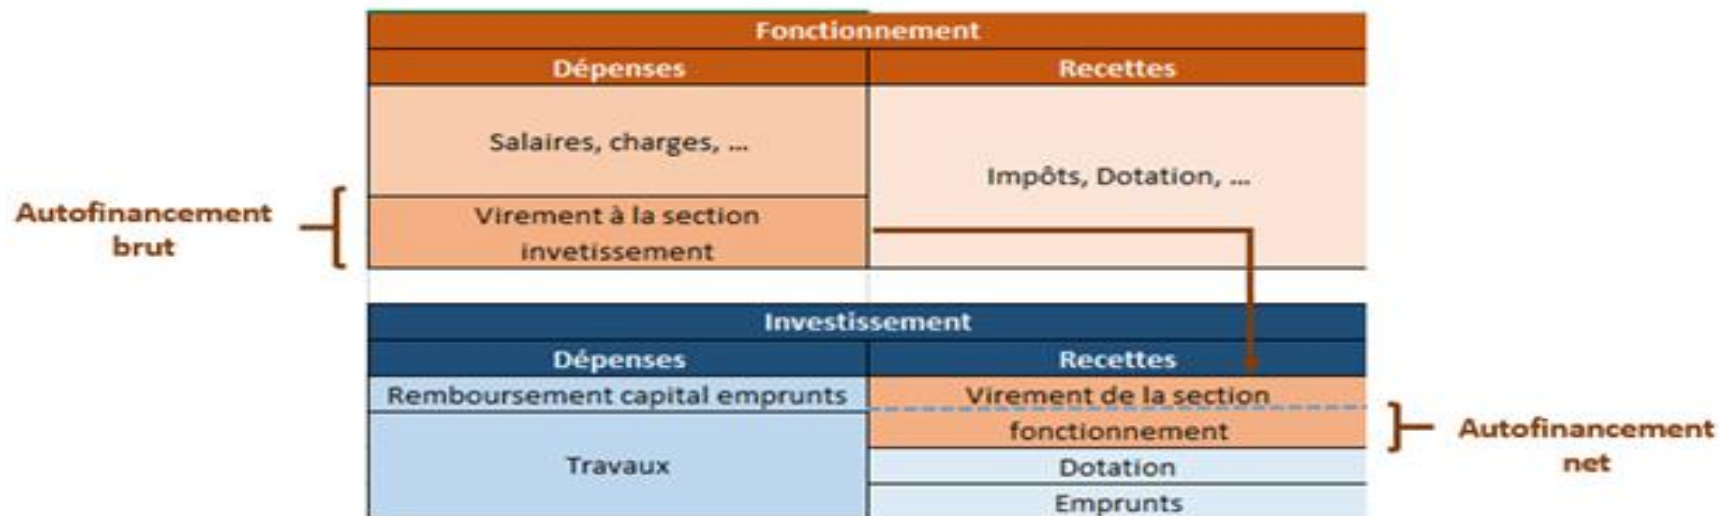 Fonctionnement
Dépenses
Recettes
Salaires, charges, ...
Impôts, Dotation, ...
Autofinancement
brut
Virement à la section
invetissement
Investissement
Dépenses
Recettes
Remboursement capital emprunts
Virement de la section
fonctionnement
Autofinancement
net
Travaux
Dotation
Emprunts